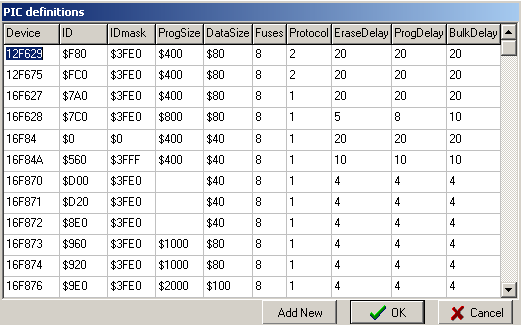 PIC definitions
Device ID IDmask ProgSize DataSize Fuses Protocol EraseDelay ProgDelay BulkDelay
12F629 $F80 $3FE0 $400 $80 8 2 20 20 20
12F675 $FC0 $3FE0 $400 $80 8 2 20 20 20
16F627 $7A0 $3FE0 $400 $80 8 1 20 20 20
16F628 $7C0 $3FE0 $800 $80 8 1 5 8 10
16F84 $0 $0 $400 $40 8 1 20 20 20
16F84A $560 $3FFF $400 $40 8 1 10 10 10
16F870 $D00 $3FE0 $40 8 1 4 4 4
16F871 $D20 $3FE0 $40 8 1 4 4 4
16F872 $8E0 $3FE0 $40 8 1 4 4 4
16F873 $960 $3FE0 $1000 $80 8 1 4 4 4
16F874 $920 $3FE0 $1000 $80 8 1 4 4 4
16F876 $9E0 $3FE0 $2000 $100 8 1 4 4 4
Add New OK Cancel